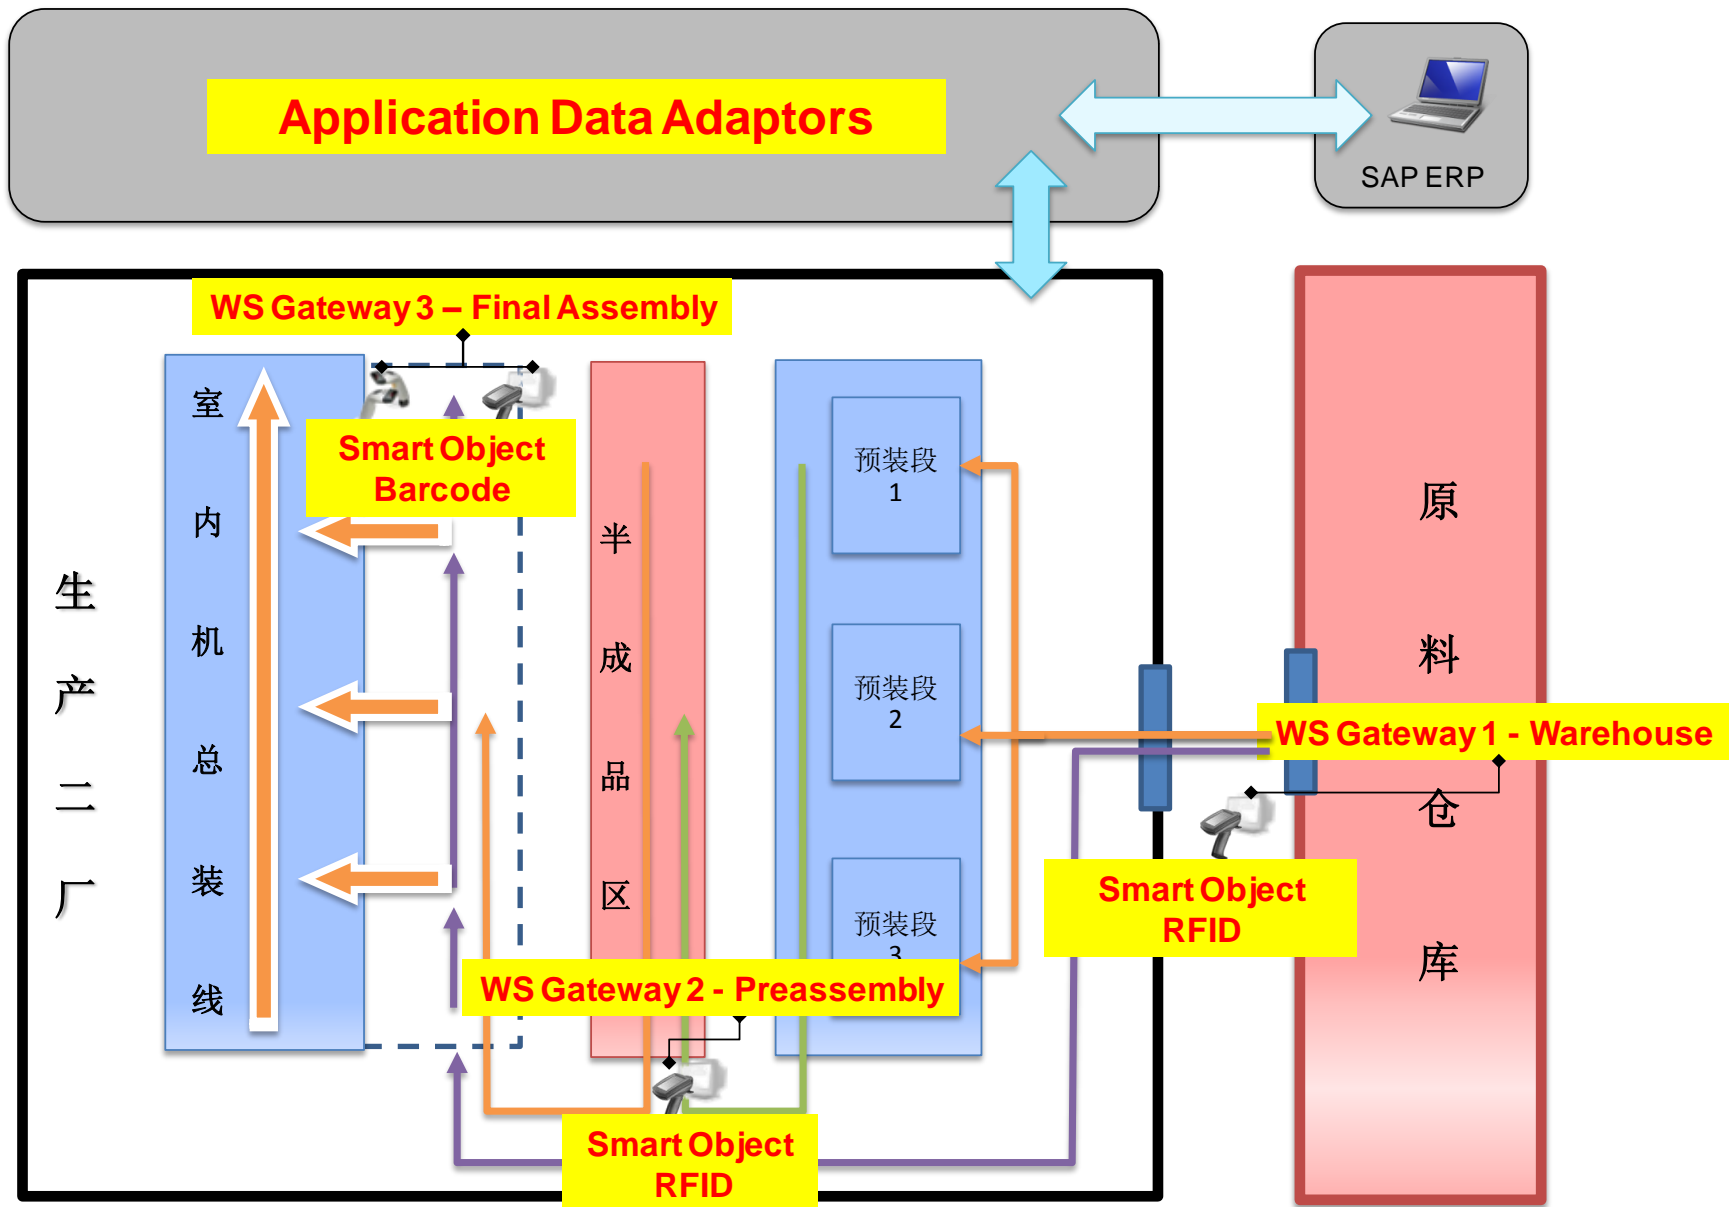 Application Data Adaptors
SAP ERP
WS Gateway 3 – Final Assembly
Smart Object
Barcode
生产二厂
室内机总装线
半成品区
预装段
1
预装段
2
预装段
3
WS Gateway 2 - Preassembly
Smart Object
RFID
WS Gateway 1 - Warehouse
Smart Object
RFID
原料仓库